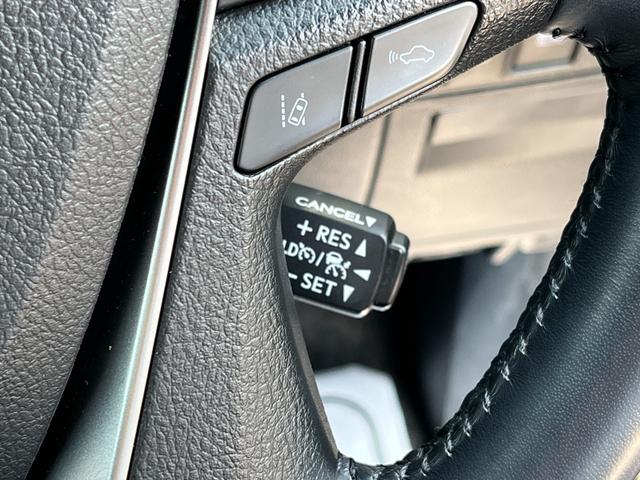 CANCEL▼
+ RES ▲
/
- SET ▼